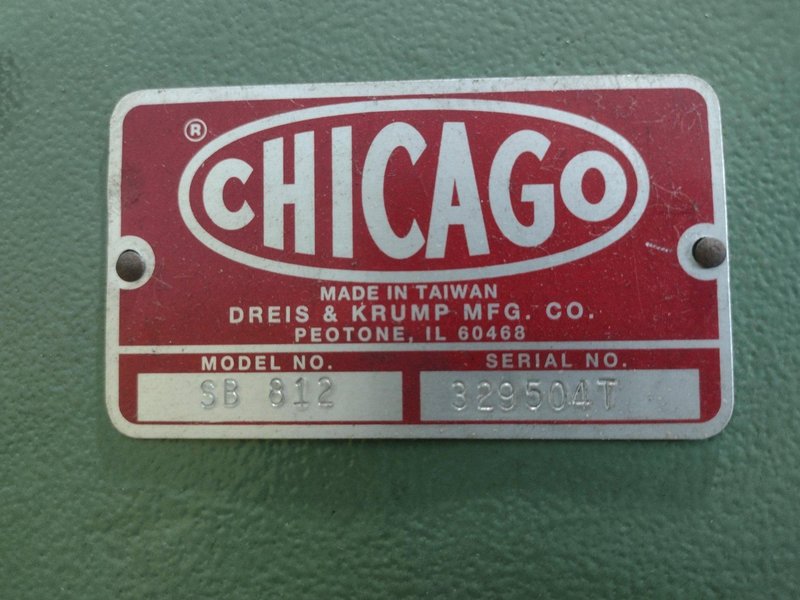 ®
CHICAGO
MADE IN TAIWAN
DREIS & KRUMP MFG. CO.
PEOTONE, IL 60468
MODEL NO. SERIAL NO.
SB 812 329504T